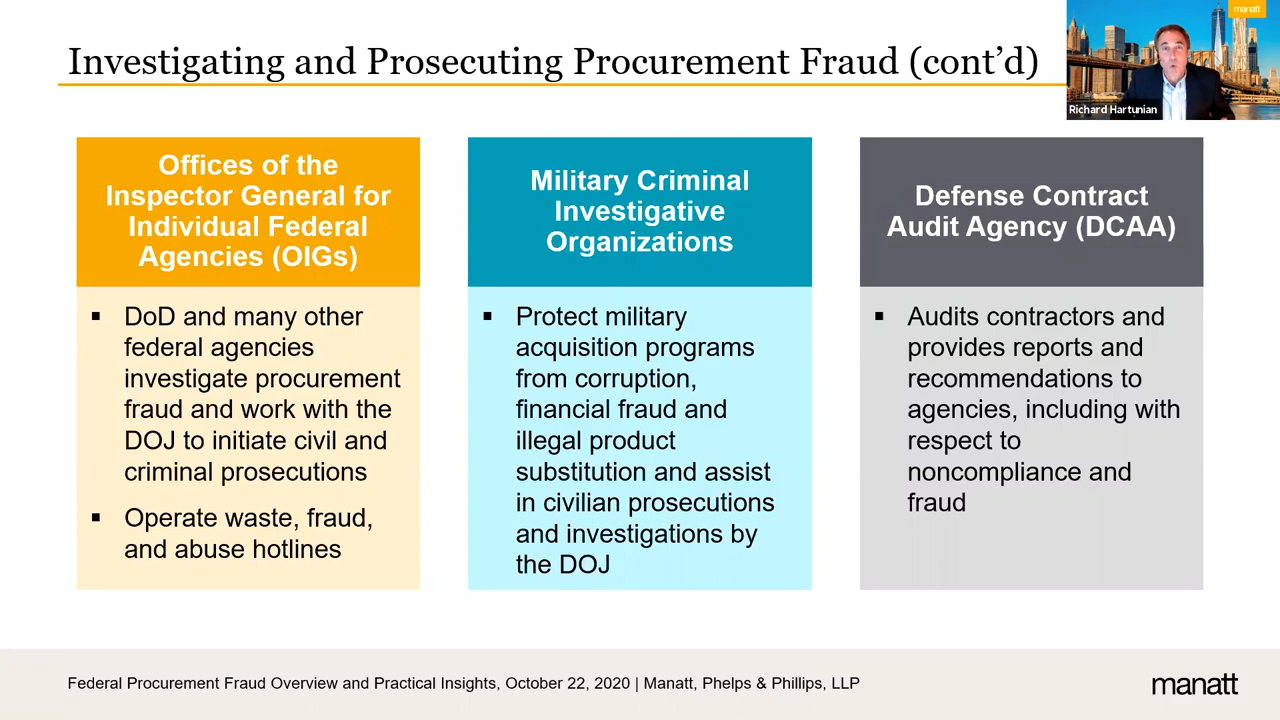 Investigating and Prosecuting Procurement Fraud (cont’d)
manatt
Richard Hartunian
Offices of the
Inspector General for
Individual Federal
Agencies (OIGs)
▪ DoD and many other
federal agencies
investigate procurement
fraud and work with the
DOJ to initiate civil and
criminal prosecutions
▪ Operate waste, fraud,
and abuse hotlines
Military Criminal
Investigative
Organizations
▪ Protect military
acquisition programs
from corruption,
financial fraud and
illegal product
substitution and assist
in civilian prosecutions
and investigations by
the DOJ
Defense Contract
Audit Agency (DCAA)
▪ Audits contractors and
provides reports and
recommendations to
agencies, including with
respect to
noncompliance and
fraud
Federal Procurement Fraud Overview and Practical Insights, October 22, 2020 | Manatt, Phelps & Phillips, LLP
manatt